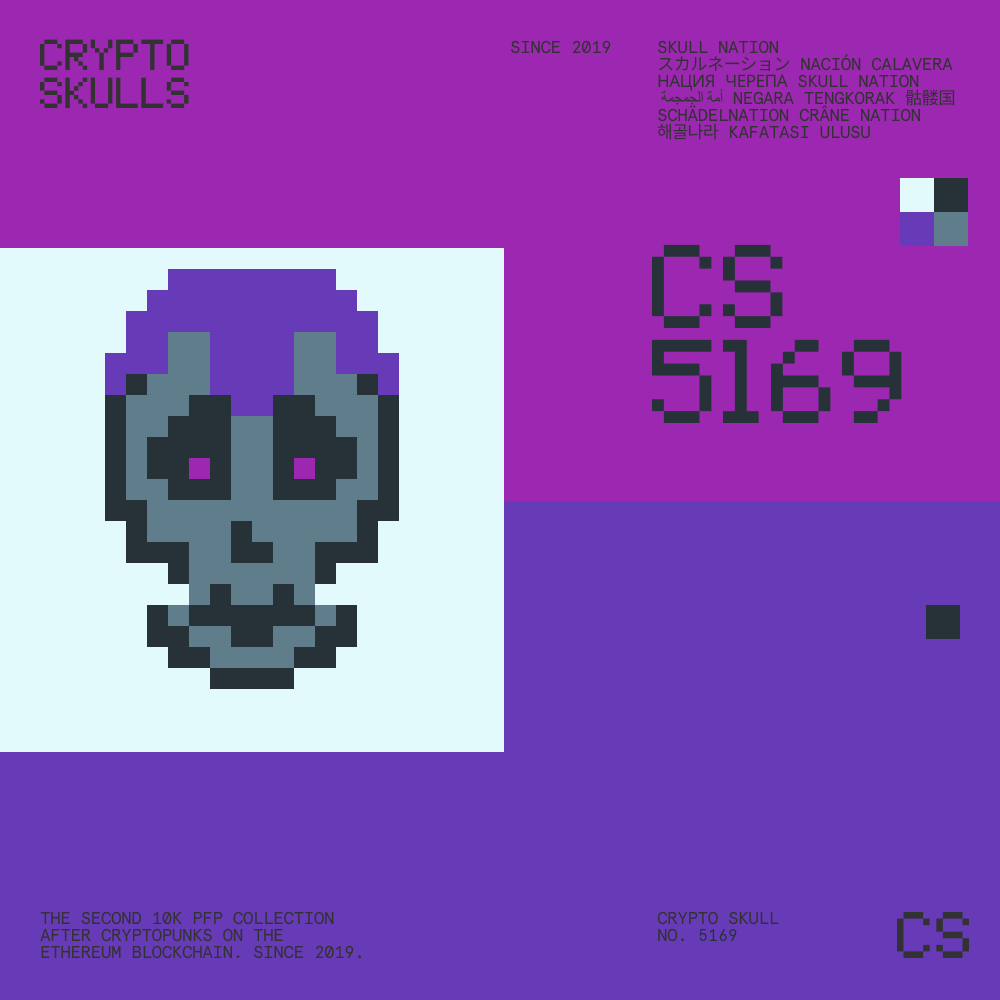 CRYPTO
SKULLS
SINCE 2019
SKULL NATION
スカルネーション NACIÓN CALAVERA
НАЦИЯ ЧЕРЕПА SKULL NATION
أمة الجمجمة NEGARA TENGKORAK 骷髅国
SCHÄDELNATION CRÂNE NATION
해골나라 KAFATASI ULUSU
CS
5169
THE SECOND 10K PFP COLLECTION
AFTER CRYPTOPUNKS ON THE
ETHEREUM BLOCKCHAIN. SINCE 2019.
CRYPTO SKULL
NO. 5169
CS